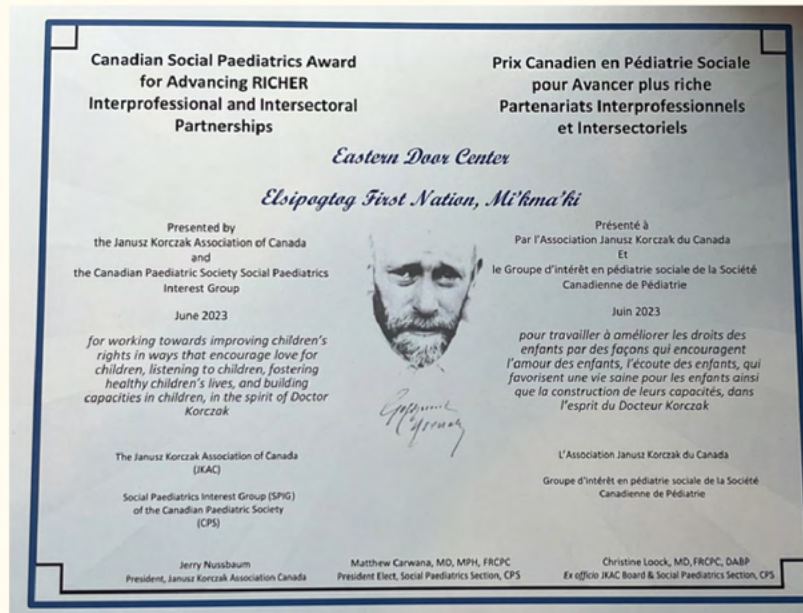 Canadian Social Paediatrics Award
for Advancing RICHER
Interprofessional and Intersectoral
Partnerships
Prix Canadien en Pédiatrie Sociale
pour Avancer plus riche
Partenariats Interprofessionnels
et Intersectoriels
Eastern Door Center
Elsipogtog First Nation, Mi'kma'ki
Presented by
the Janusz Korczak Association of Canada
and
the Canadian Paediatric Society Social Paediatrics
Interest Group
June 2023
for working towards improving children's
rights in ways that encourage love for
children, listening to children, fostering
healthy children's lives, and building
capacities in children, in the spirit of Doctor
Korczak
Présenté à
Par l'Association Janusz Korczak du Canada
Et
le Groupe d'intérêt en pédiatrie sociale de la Société
Canadienne de Pédiatrie
Juin 2023
pour travailler à améliorer les droits des
enfants par des façons qui encouragent
l'amour des enfants, l'écoute des enfants, qui
favorisent une vie saine pour les enfants ainsi
que la construction de leurs capacités, dans
l'esprit du Docteur Korczak
The Janusz Korczak Association of Canada
(JKAC)
Social Paediatrics Interest Group (SPIG)
of the Canadian Paediatric Society
(CPS)
L'Association Janusz Korczak du Canada
Groupe d'intérêt en pédiatrie sociale de la Société
Canadienne de Pédiatrie
Jerry Nussbaum
President, Janusz Korczak Association Canada
Matthew Carwana, MD, MPH, FRCPC
President Elect, Social Paediatrics Section, CPS
Christine Loock, MD, FRCPC, DABP
Ex officio JKAC Board & Social Paediatrics Section, CPS